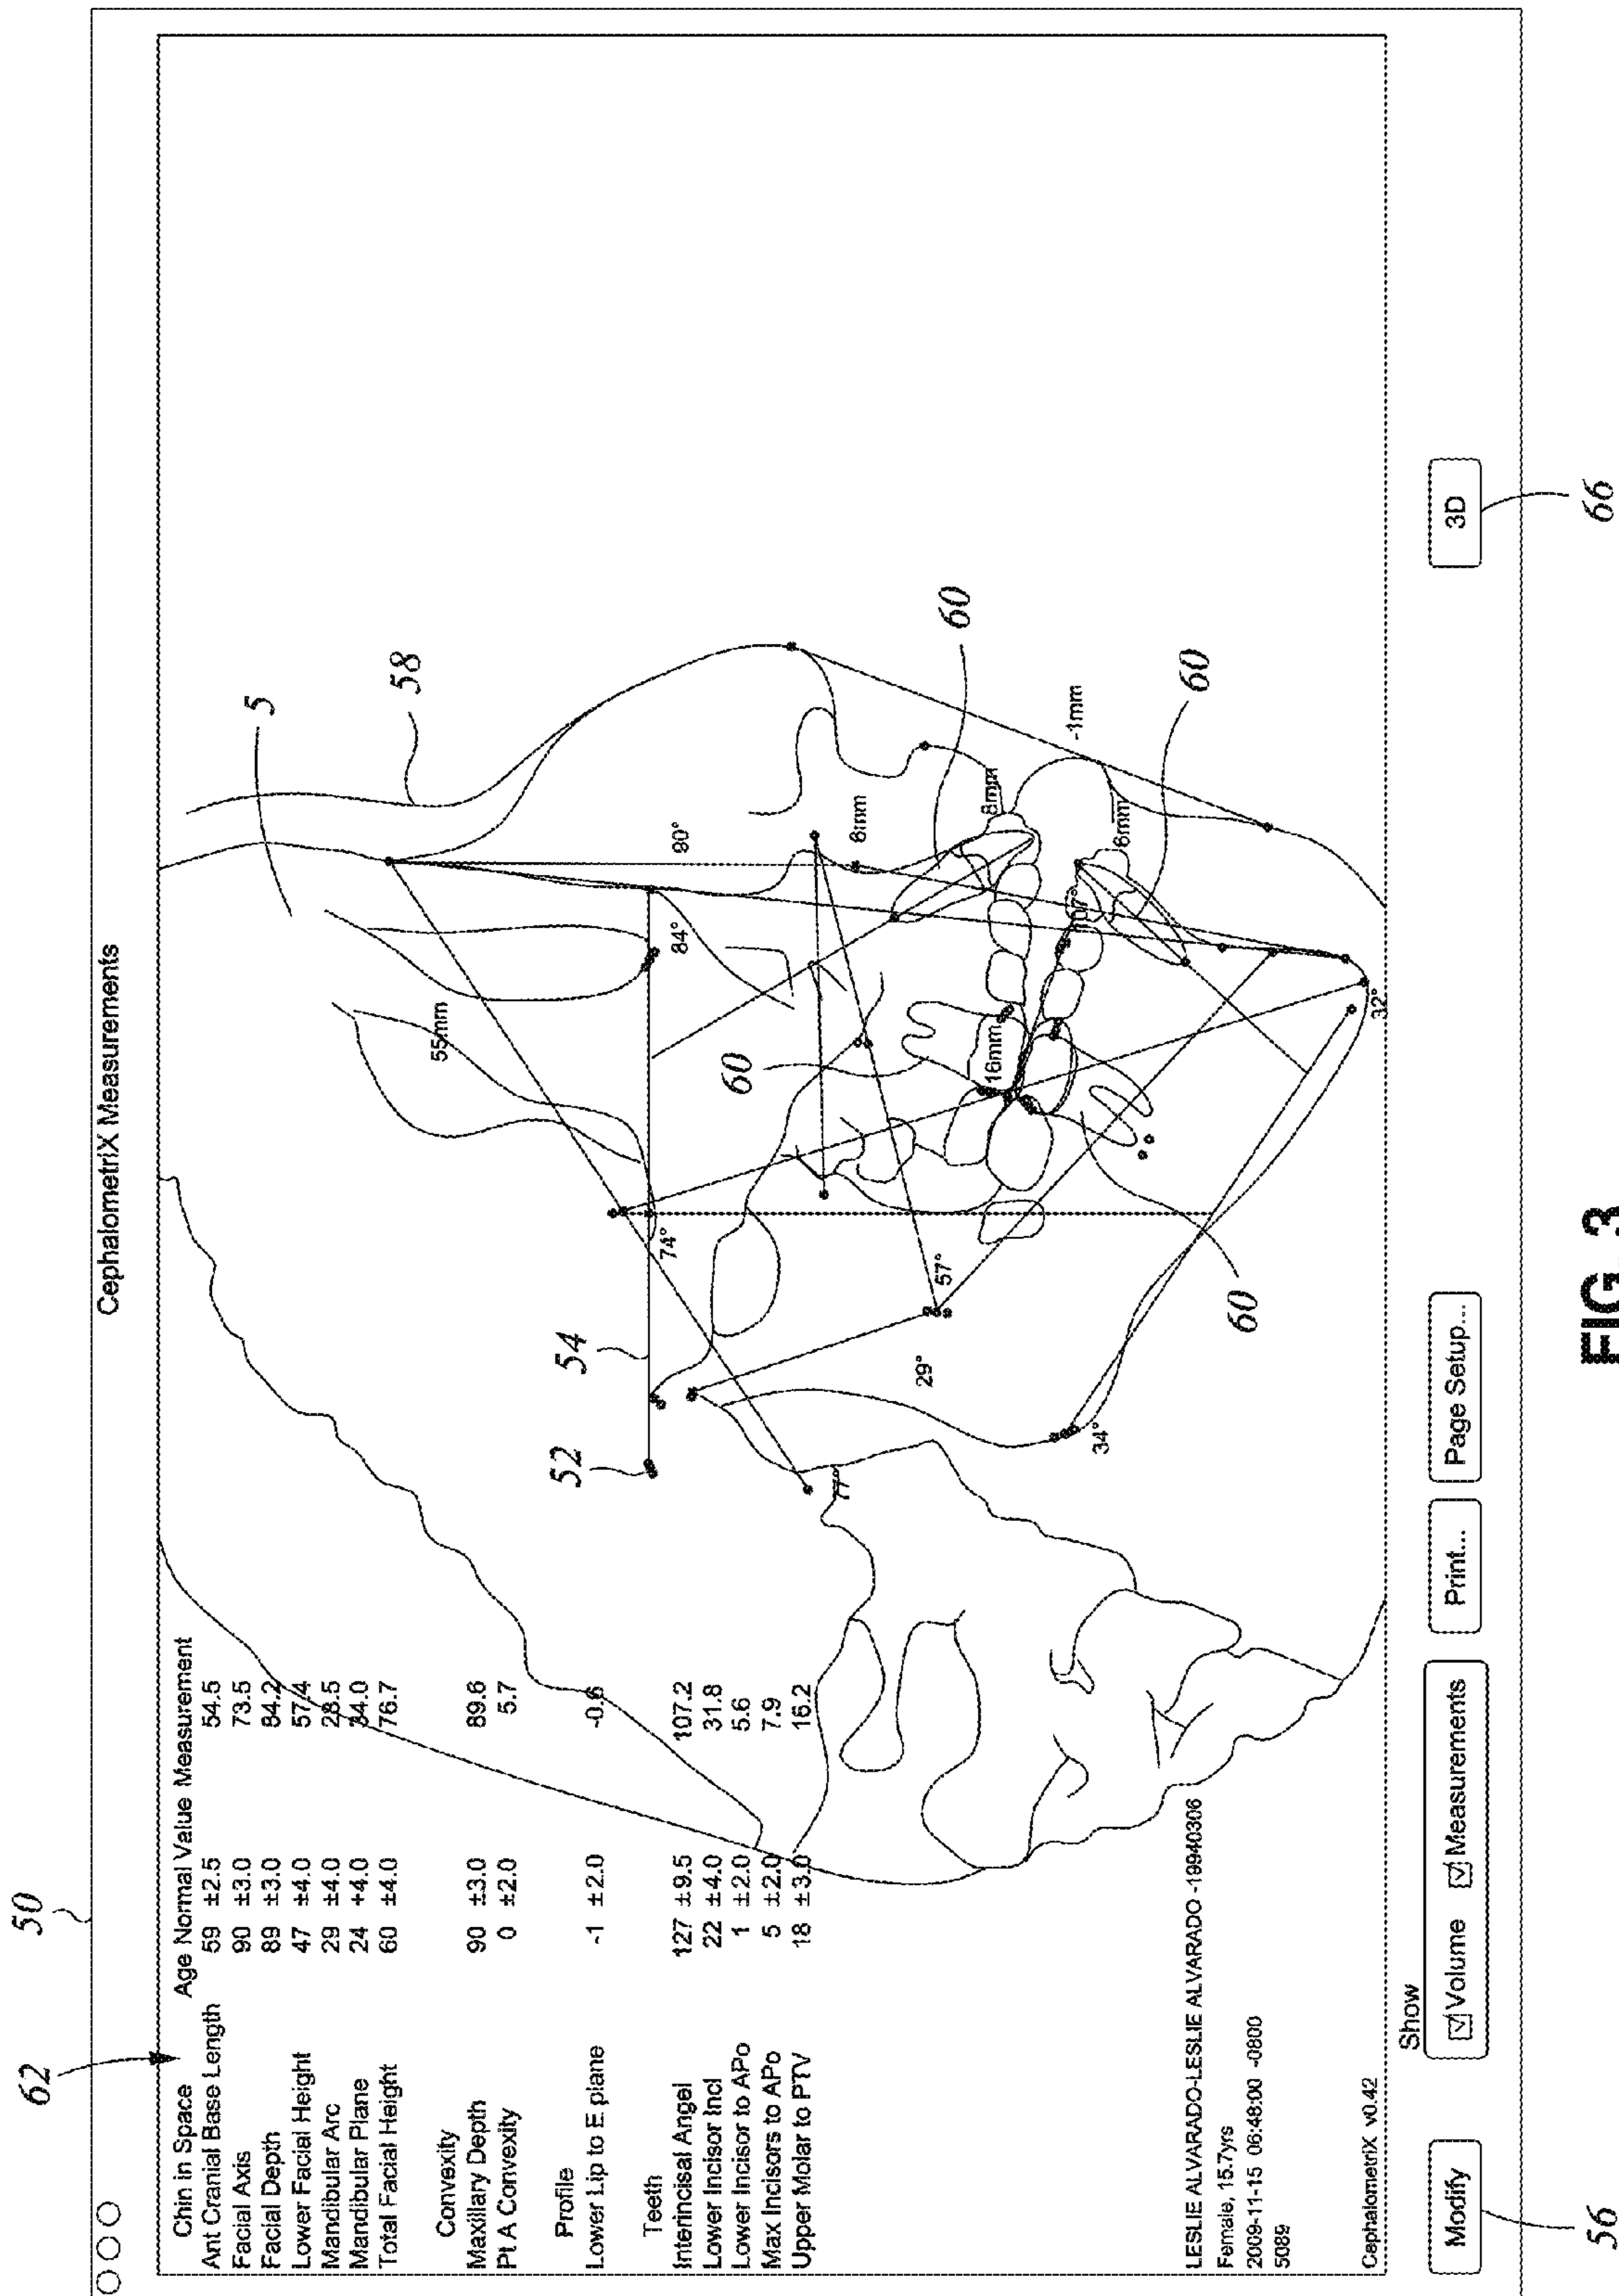 62
50
CephalometriX Measurements
Chin in Space Age Normal Value Measurement
Ant Cranial Base Length 59 ±2.5 54.5
Facial Axis 90 ±3.0 73.5
Facial Depth 89 ±3.0 84.2
Lower Facial Height 47 ±4.0 57.4
Mandibular Arc 29 ±4.0 28.5
Mandibular Plane 24 +4.0 34.0
Total Facial Height 60 ±4.0 76.7
Convexity
Maxillary Depth 90 ±3.0 89.6
Pt A Convexity 0 ±2.0 5.7
Profile
Lower Lip to E plane -1 ±2.0 -0.6
Teeth
Interincisal Angel 127 ±9.5 107.2
Lower Incisor Incl 22 ±4.0 31.8
Lower Incisor to APo 1 ±2.0 5.6
Max Incisors to APo 5 ±2.0 7.9
Upper Molar to PTV 18 ±3.0 16.2
5
58
55mm
52
54
90°
84°
74°
77°
60
60
6mm
8mm
16mm
57°
-1mm
6mm
107°
29°
60
60
34°
32°
LESLIE ALVARADO-LESLIE ALVARADO -19940306
Female, 15.7yrs
2009-11-15 06:48:00 -0800
5089
CephalometriX v0.42
Show
Modify
Volume
Measurements
Print...
Page Setup...
3D
56
66
FIG. 3